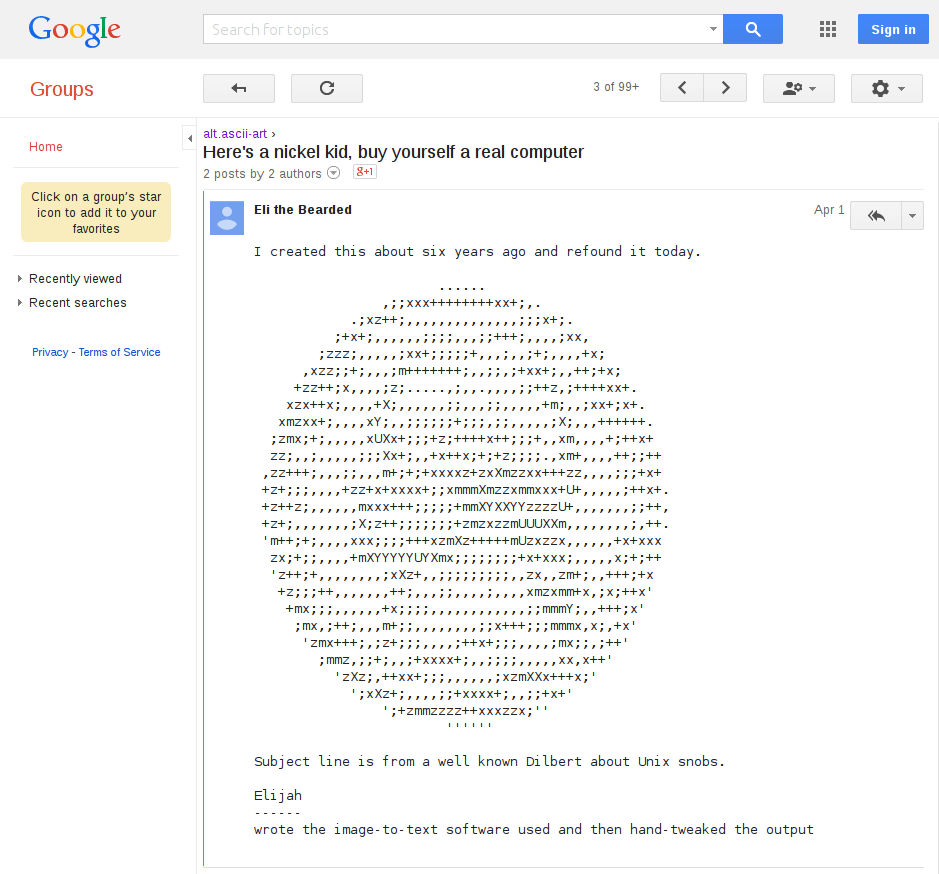 Google
Search for topics
Sign in
Groups
3 of 99+
Home
Click on a group's star
icon to add it to your
favorites
Recently viewed
Recent searches
Privacy - Terms of Service
alt.ascii-art ›
Here's a nickel kid, buy yourself a real computer
2 posts by 2 authors
g+1
Eli the Bearded
Apr 1
I created this about six years ago and refound it today.
......
,;;xxx++++++++xx+;,.
.;xz++;,,,,,,,,,,,,,,;;;x+;.
;+x+;,,,,,,;;;;,,,;;+++;,,,,;xx,
;zzz;,,,,,;xx+;;;;;+,,,;,,;+;,,,,+x;
,xzz;;+;,,,;m+++++++;,,;;,;+xx+;,,++;+x;
+zz++;x,,,,;z;.....,;,,.,,,,;;++z,;++++xx+.
xzx++x;,,,,+X;,,,,,,;;,,,;;,,,,,+m;,,;xx+;x+.
xmzxx+;,,,,xY;,,;;;;;;+;;;,;;,,,,,;X;,,,++++++.
;zmx;+;,,,,,xUXx+;;;+z;++++x++;;;+,,xm,,,,+;++x+
zz;,,;,,,,,;;;Xx+;,,+x++x;+;+z;;;;.,xm+,,,,++;;++
,zz+++;,,,;;,,,m+;+;+xxxxz+zxXmzzxx+++zz,,,,;;;+x+
+z+;;;,,,,+zz+x+xxxx+;;xmmmXmzzxmmxxx+U+,,,,,;++x+.
+z++z;,,,,,,mxxx+++;;;;;+mmXYXXYYzzzzU+,,,,,,,;;++,
+z+;,,,,,,,;X;z++;;;;;;;+zmzxzzmUUUXXm,,,,,,,,;,++.
'm++;+;,,,,xxx;;;;+++xzmXz+++++mUzxzzx,,,,,,+x+xxx
zx;+;;,,,,+mXYYYYYUYXmx;;;;;;;;+x+xxx;,,,,,x;+;++
'z++;+,,,,,,,,;xXz+,,;;;;;;;;;,,zx,,zm+;,,+++;+x
+z;;;++,,,,,,,++;,,,;;,,,,;,,,,xmzxmm+x,;x;++x'
+mx;;;,,,,,,+x;;;;,,,,,,,,,,,,;;mmmY;,,+++;x'
;mx,;++;,,,m+;;,,,,,,,,;;x+++;;;mmmx,x;,+x'
'zmx+++;,;z+;;;,,,,;++x+;;;,,,,;mx;;,;++'
;mmz,;;+;,,;+xxxx+;,,;;;;,,,,,xx,x++'
'zXz;,++xx+;;;,,,,,,;xzmXXx+++x;'
';xXz+;,,,,;;+xxxx+;,,;;+x+'
';+zmmzzzz++xxxzzx;''
''''''
Subject line is from a well known Dilbert about Unix snobs.
Elijah
------
wrote the image-to-text software used and then hand-tweaked the output